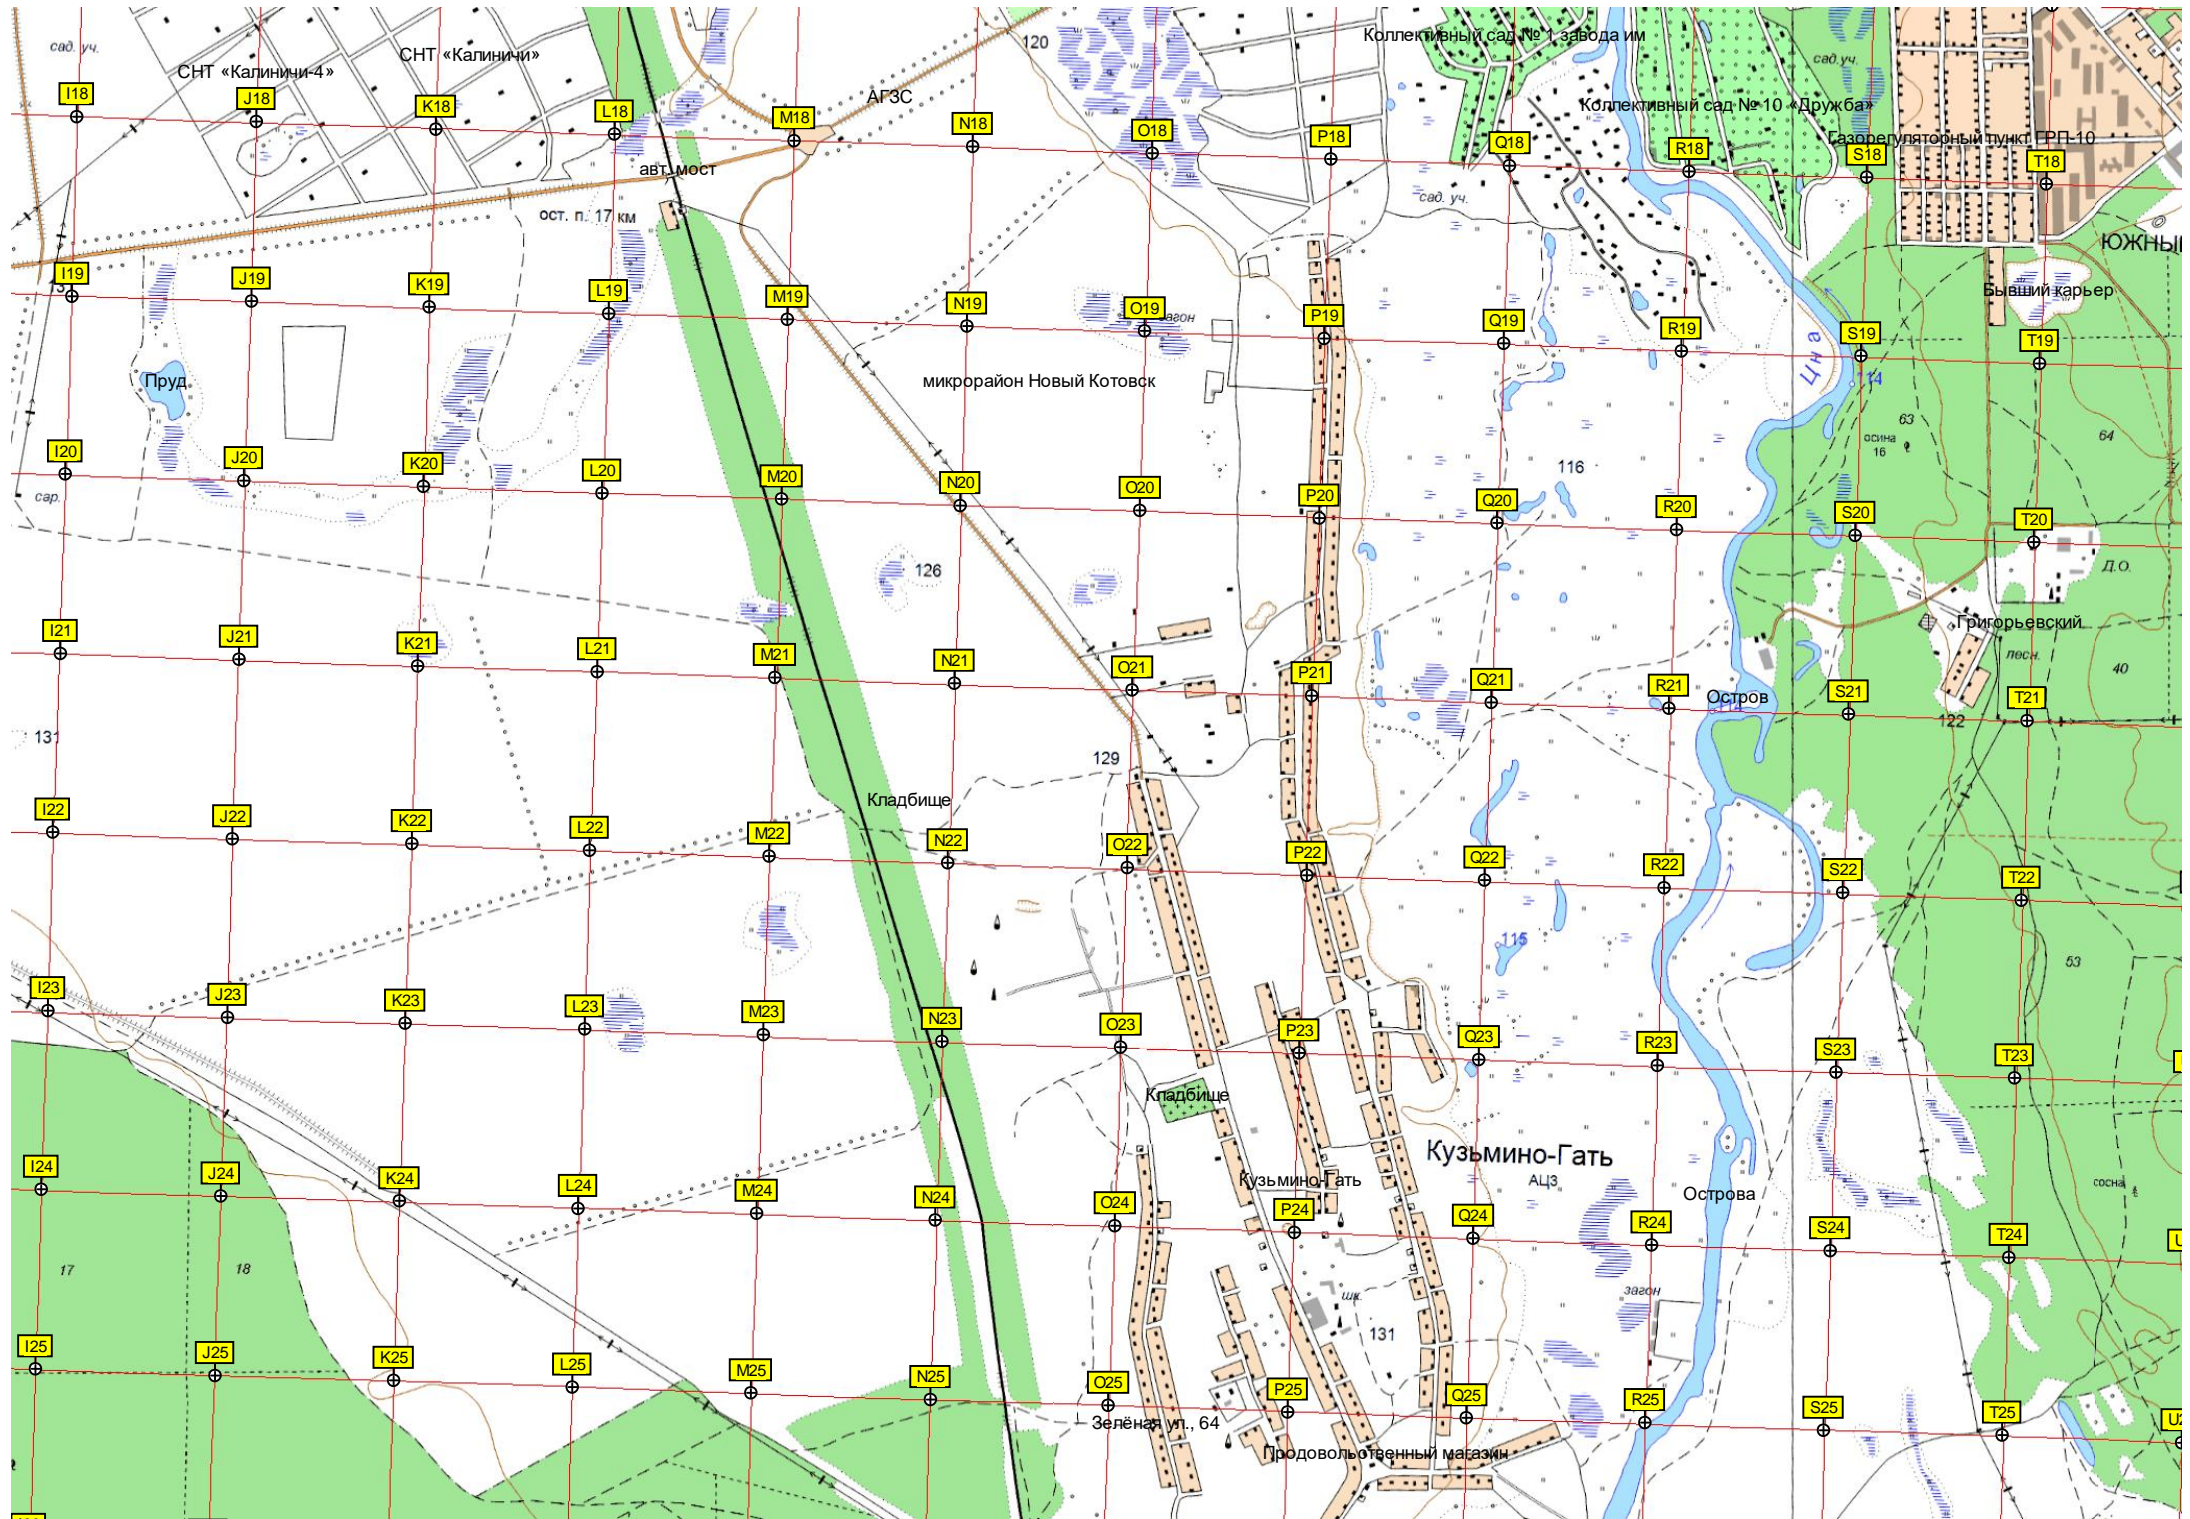 120
сад. уч.
СНТ «Калиничи-4»
СНТ «Калиничи»
АГЗС
Коллективный сад № 1 завода им
сад.уч.
Коллективный сад № 10 «Дружба»
Газорегуляторный пункт ГРП-10
I18
J18
K18
L18
M18
N18
O18
P18
Q18
R18
S18
T18
авт. мост
ост. п. 17 км
сад. уч.
ЮЖНЫ
Бывший карьер
I19
J19
K19
L19
M19
N19
O19
загон
P19
Q19
R19
S19
T19
Цна
114
Пруд
микрорайон Новый Котовск
63
осина
16
64
116
I20
J20
K20
L20
M20
N20
O20
P20
Q20
R20
S20
T20
сар.
126
Д.О.
Григорьевский
лесн.
40
I21
J21
K21
L21
M21
N21
O21
P21
Q21
R21
Остров
S21
T21
122
131
129
Кладбище
I22
J22
K22
L22
M22
N22
O22
P22
Q22
R22
S22
T22
115
53
I23
J23
K23
L23
M23
N23
O23
P23
Q23
R23
S23
T23
Кладбище
Кузьмино-Гать
АЦЗ
Кузьмино-Гать
Острова
сосна
I24
J24
K24
L24
M24
N24
O24
P24
Q24
R24
S24
T24
17
18
шк.
загон
131
I25
J25
K25
L25
M25
N25
O25
P25
Q25
R25
S25
T25
Зелёная ул., 64
Продовольственный магазин